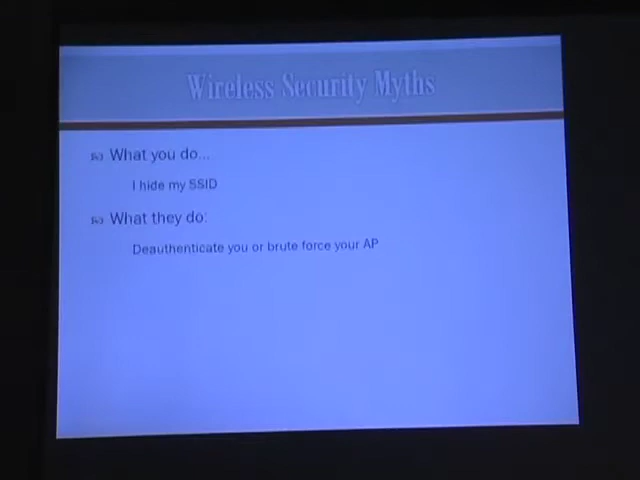 Wireless Security Myths
What you do...
I hide my SSID
What they do:
Deauthenticate you or brute force your AP